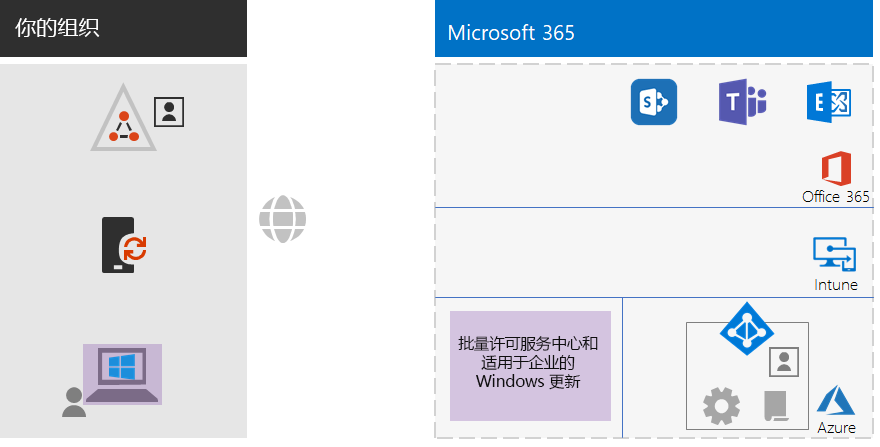 你的组织
Microsoft 365
S
T
E
Office 365
Intune
批量许可服务中心和
适用于企业的
Windows 更新
Azure